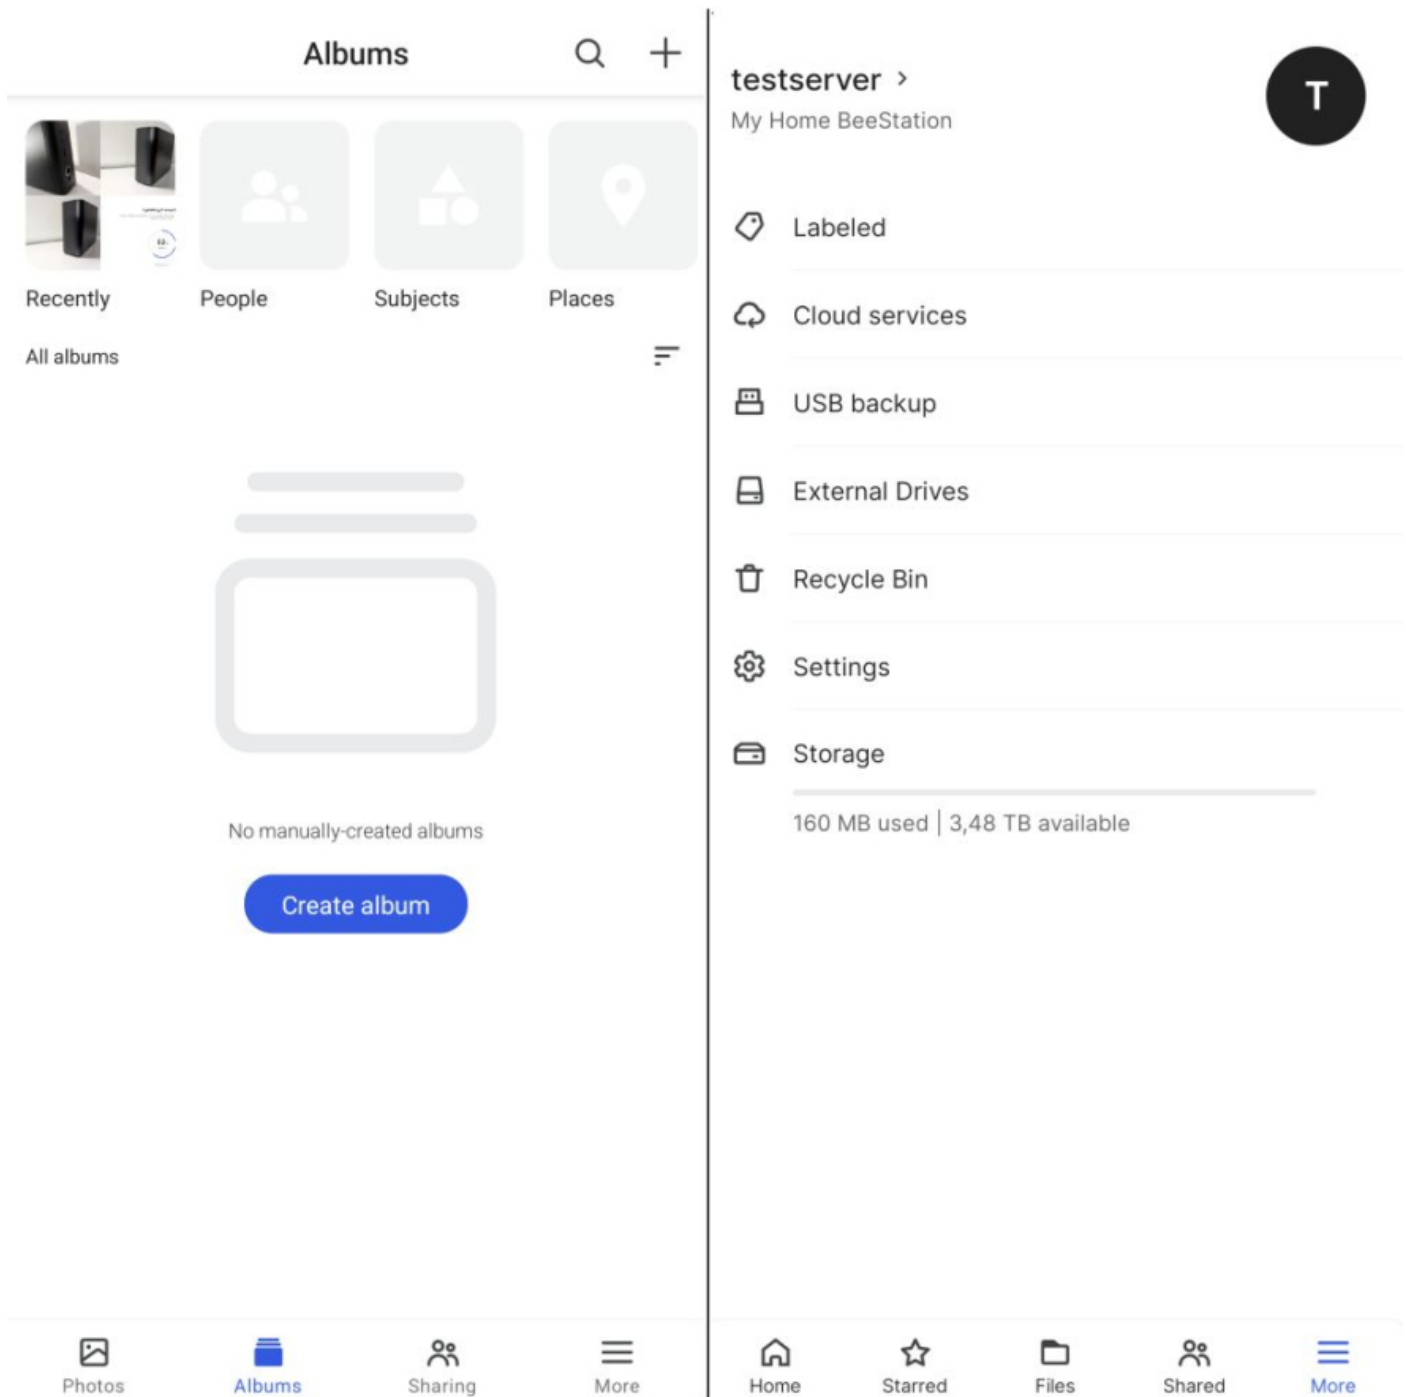 Albums
Recently
People
Subjects
Places
All albums
No manually-created albums
Create album
Photos
Albums
Sharing
More
testserver
My Home BeeStation
T
Labeled
Cloud services
USB backup
External Drives
Recycle Bin
Settings
Storage
160 MB used | 3,48 TB available
Home
Starred
Files
Shared
More